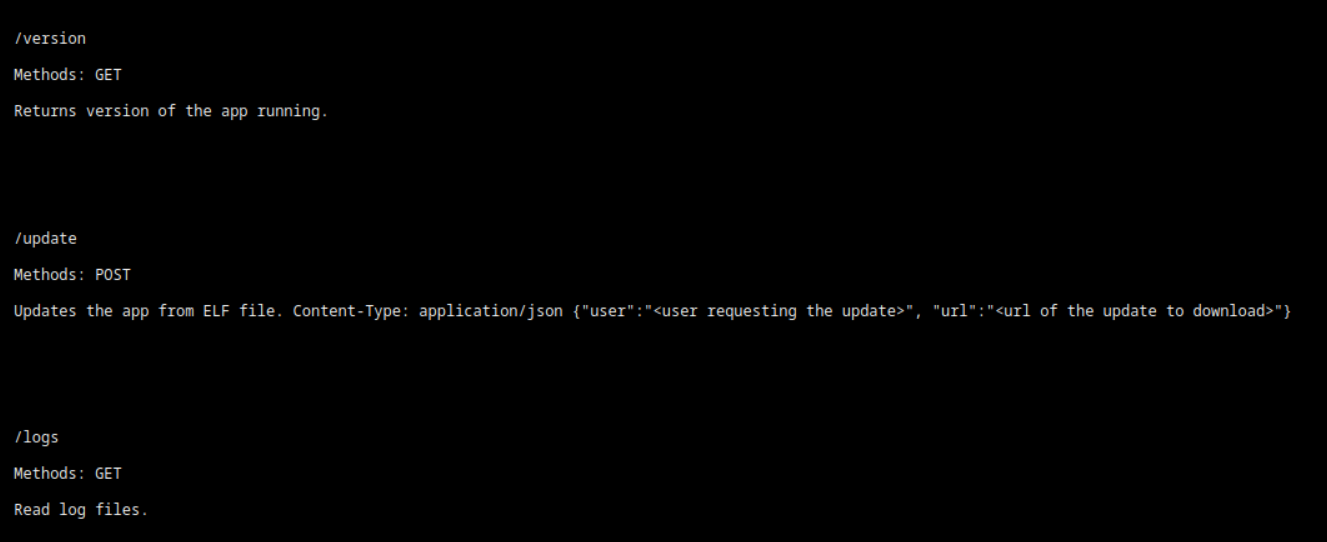 /version
Methods: GET
Returns version of the app running.
/update
Methods: POST
Updates the app from ELF file. Content-Type: application/json {"user":"<user requesting the update>", "url":"<url of the update to download>"}
/logs
Methods: GET
Read log files.